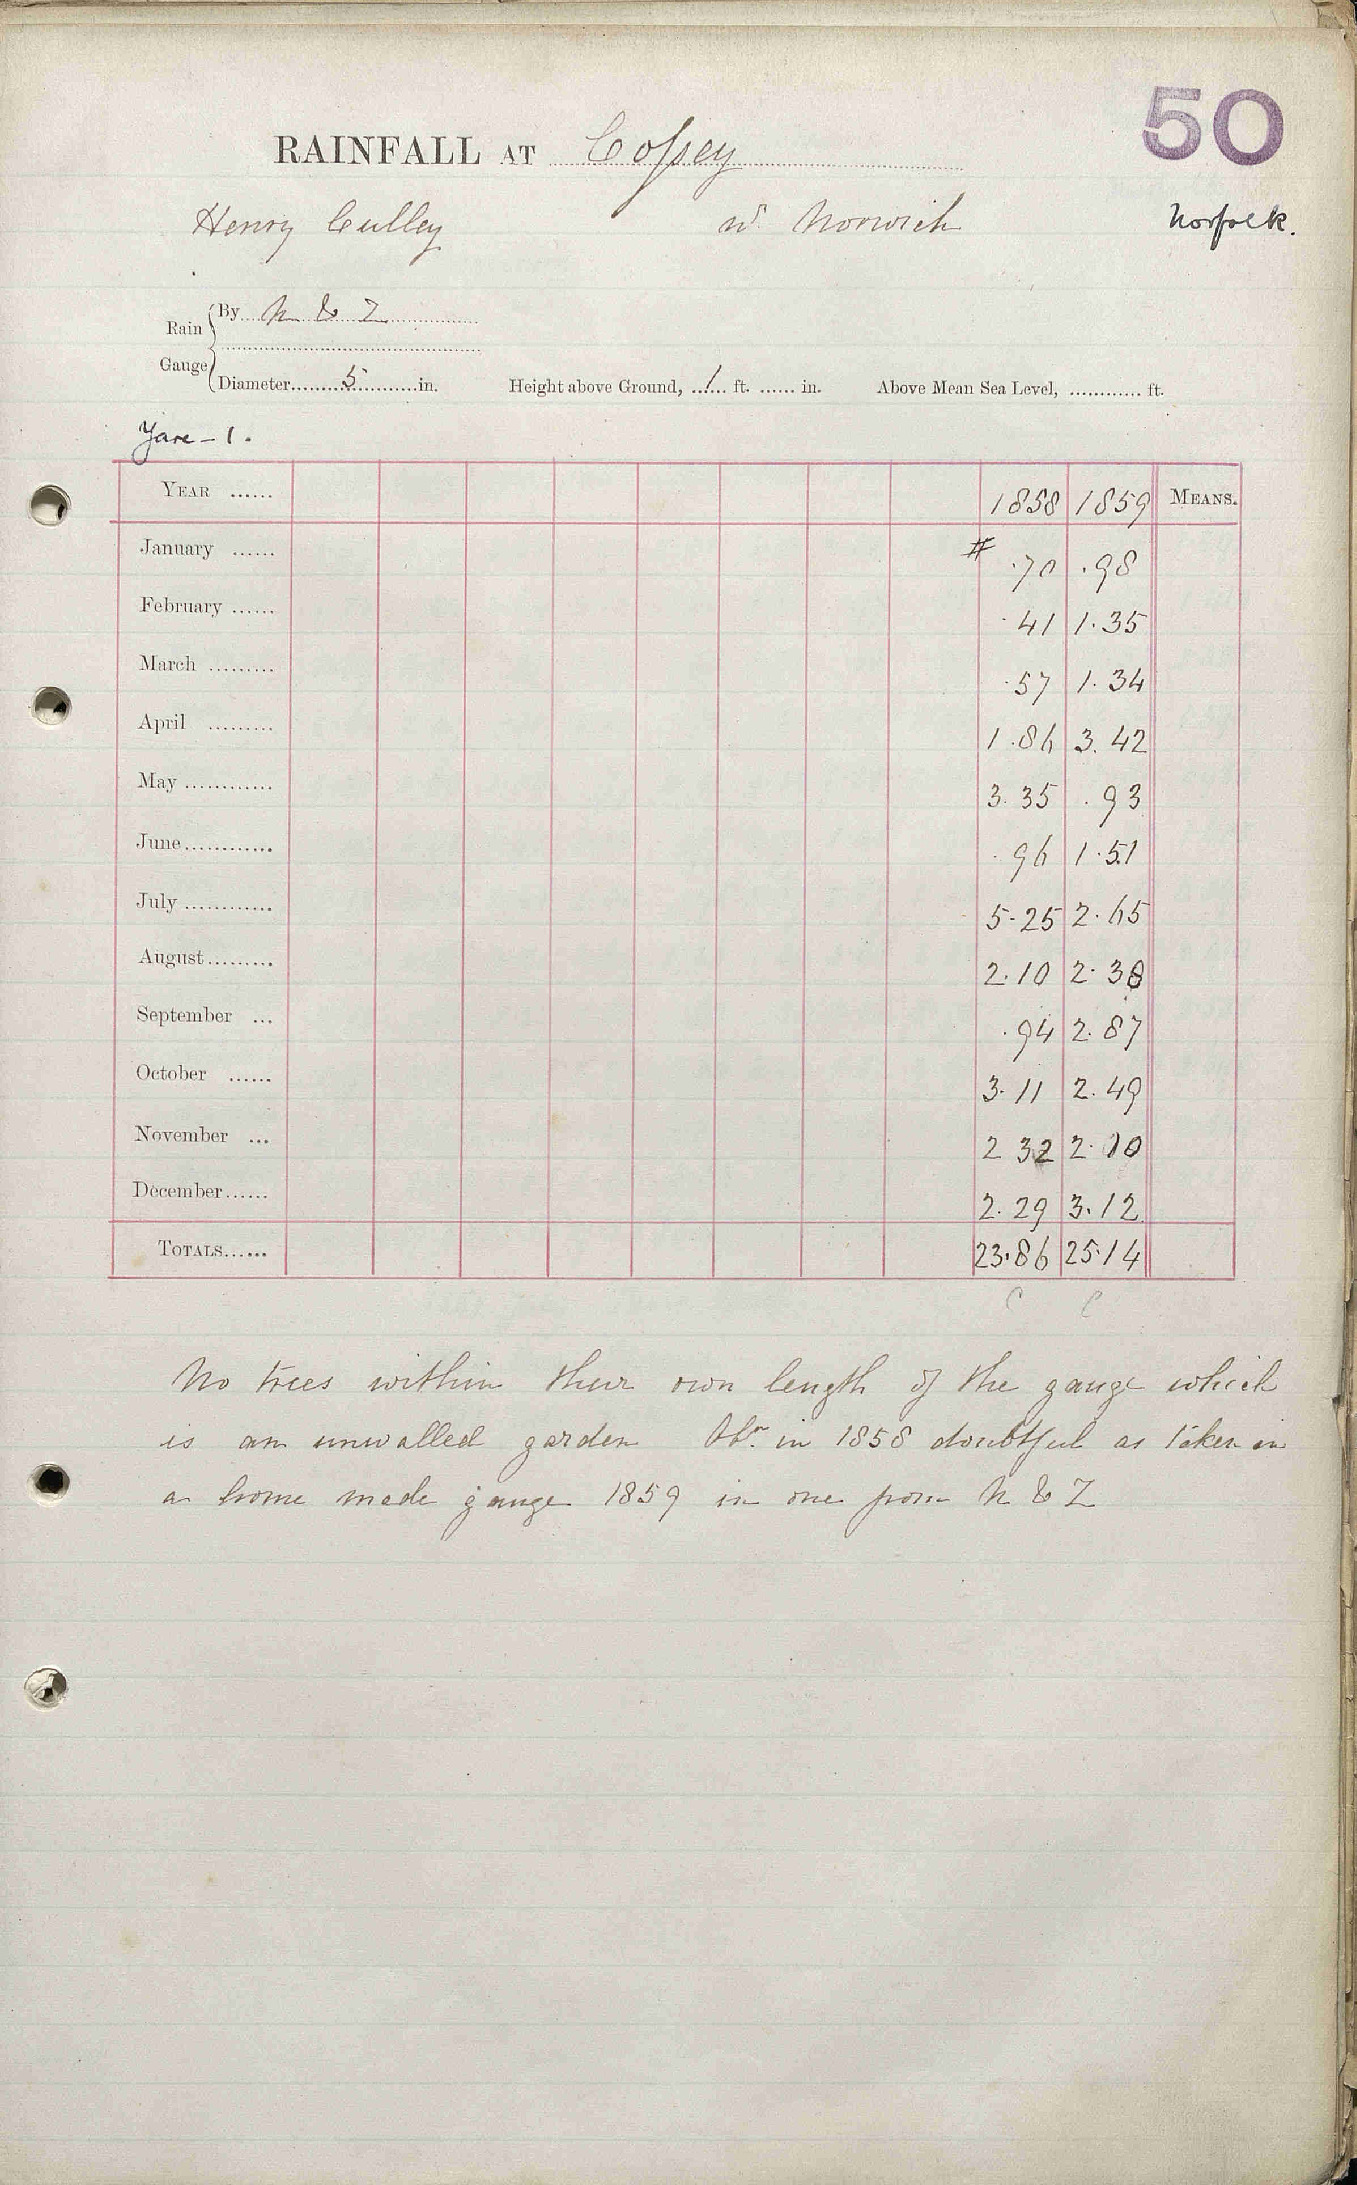 50
RAINFALL AT Cossey
Henry Culley nr Norwich Norfolk.
Rain Gauge
By N & Z
Diameter 5 in. Height above Ground, 1 ft. in. Above Mean Sea Level, ft.
Yare - 1.
YEAR 1858 1859 MEANS.
January # .70 .98
February .41 1.35
March .57 1.34
April 1.86 3.42
May 3.35 .93
June .96 1.51
July 5.25 2.65
August 2.10 2.38
September .94 2.87
October 3.11 2.49
November 2 32 2.10
December 2.29 3.12
TOTALS 23.86 25.14
C C
No trees within their own length of the gauge which
is an unwalled garden Obsn. in 1858 doubtful as taken in
a home made gauge 1859 in one from N & Z